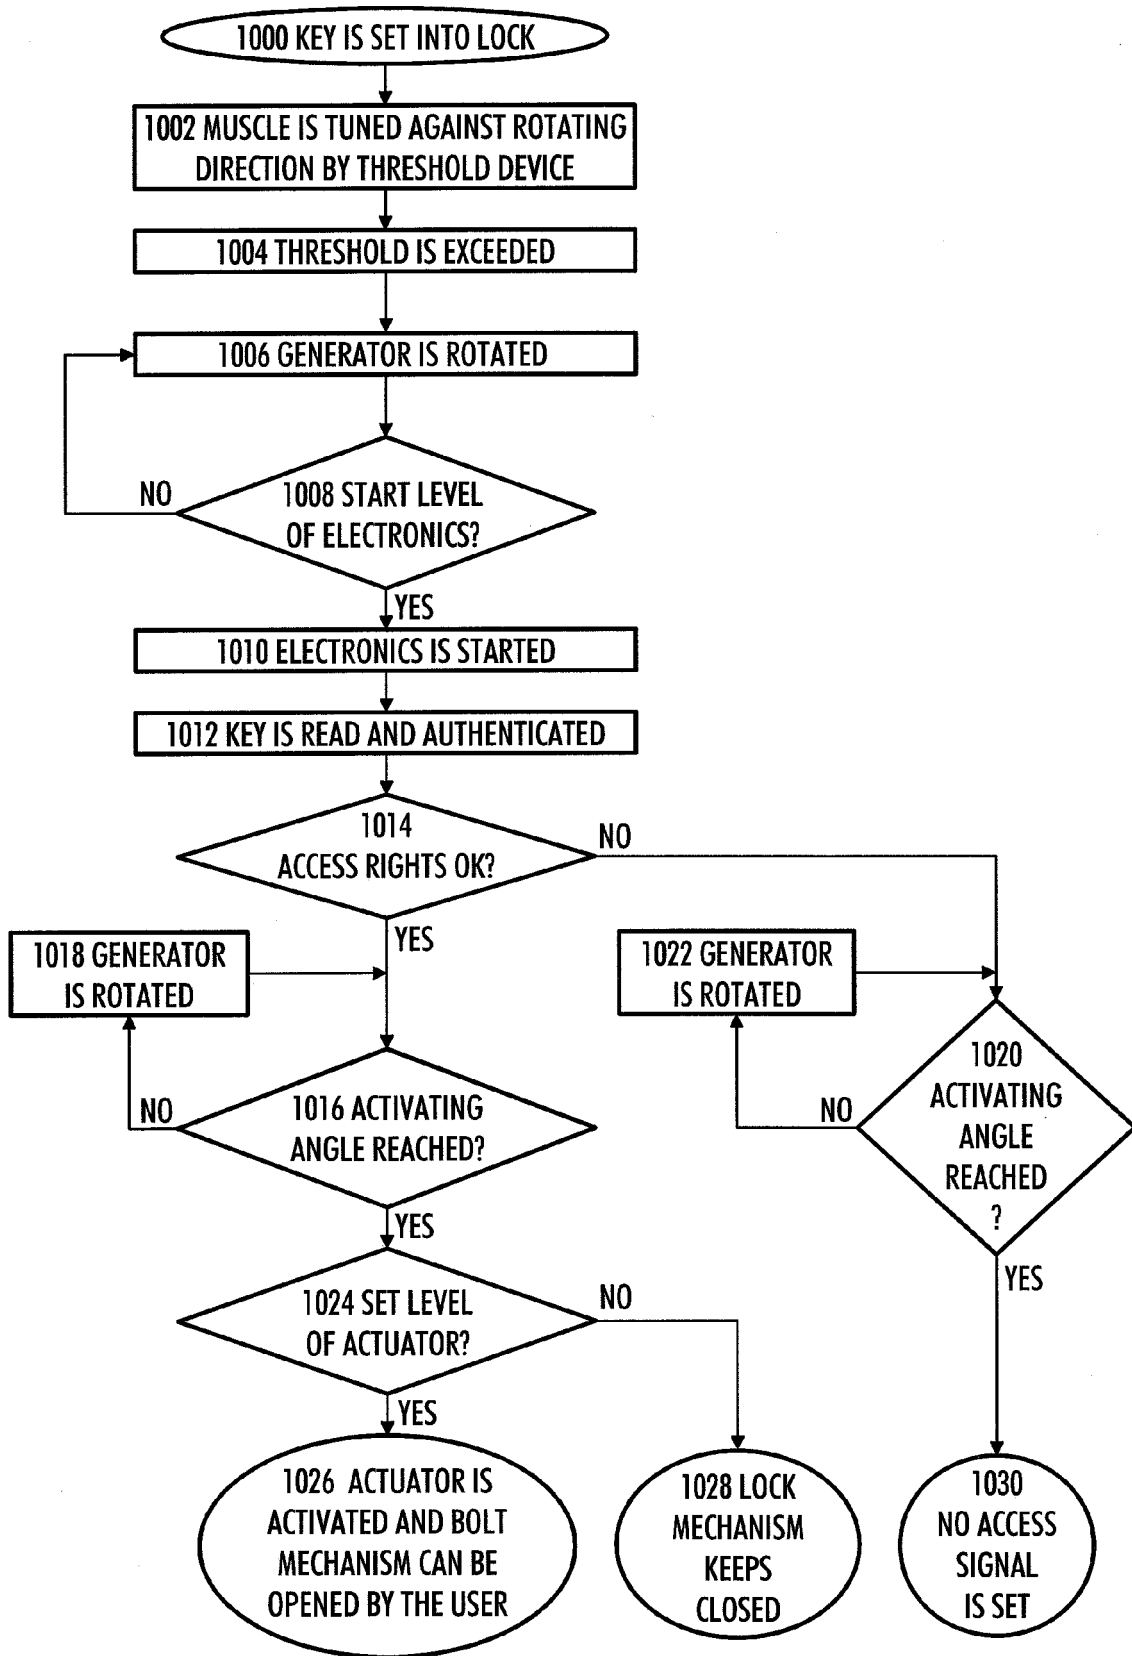 1000 KEY IS SET INTO LOCK
1002 MUSCLE IS TUNED AGAINST ROTATING
DIRECTION BY THRESHOLD DEVICE
1004 THRESHOLD IS EXCEEDED
1006 GENERATOR IS ROTATED
NO
1008 START LEVEL
OF ELECTRONICS?
YES
1010 ELECTRONICS IS STARTED
1012 KEY IS READ AND AUTHENTICATED
1014
ACCESS RIGHTS OK?
NO
YES
1018 GENERATOR
IS ROTATED
1022 GENERATOR
IS ROTATED
NO
1016 ACTIVATING
ANGLE REACHED?
NO
1020
ACTIVATING
ANGLE
REACHED
?
YES
YES
1024 SET LEVEL
OF ACTUATOR?
NO
YES
1026 ACTUATOR IS
ACTIVATED AND BOLT
MECHANISM CAN BE
OPENED BY THE USER
1028 LOCK
MECHANISM
KEEPS
CLOSED
1030
NO ACCESS
SIGNAL
IS SET